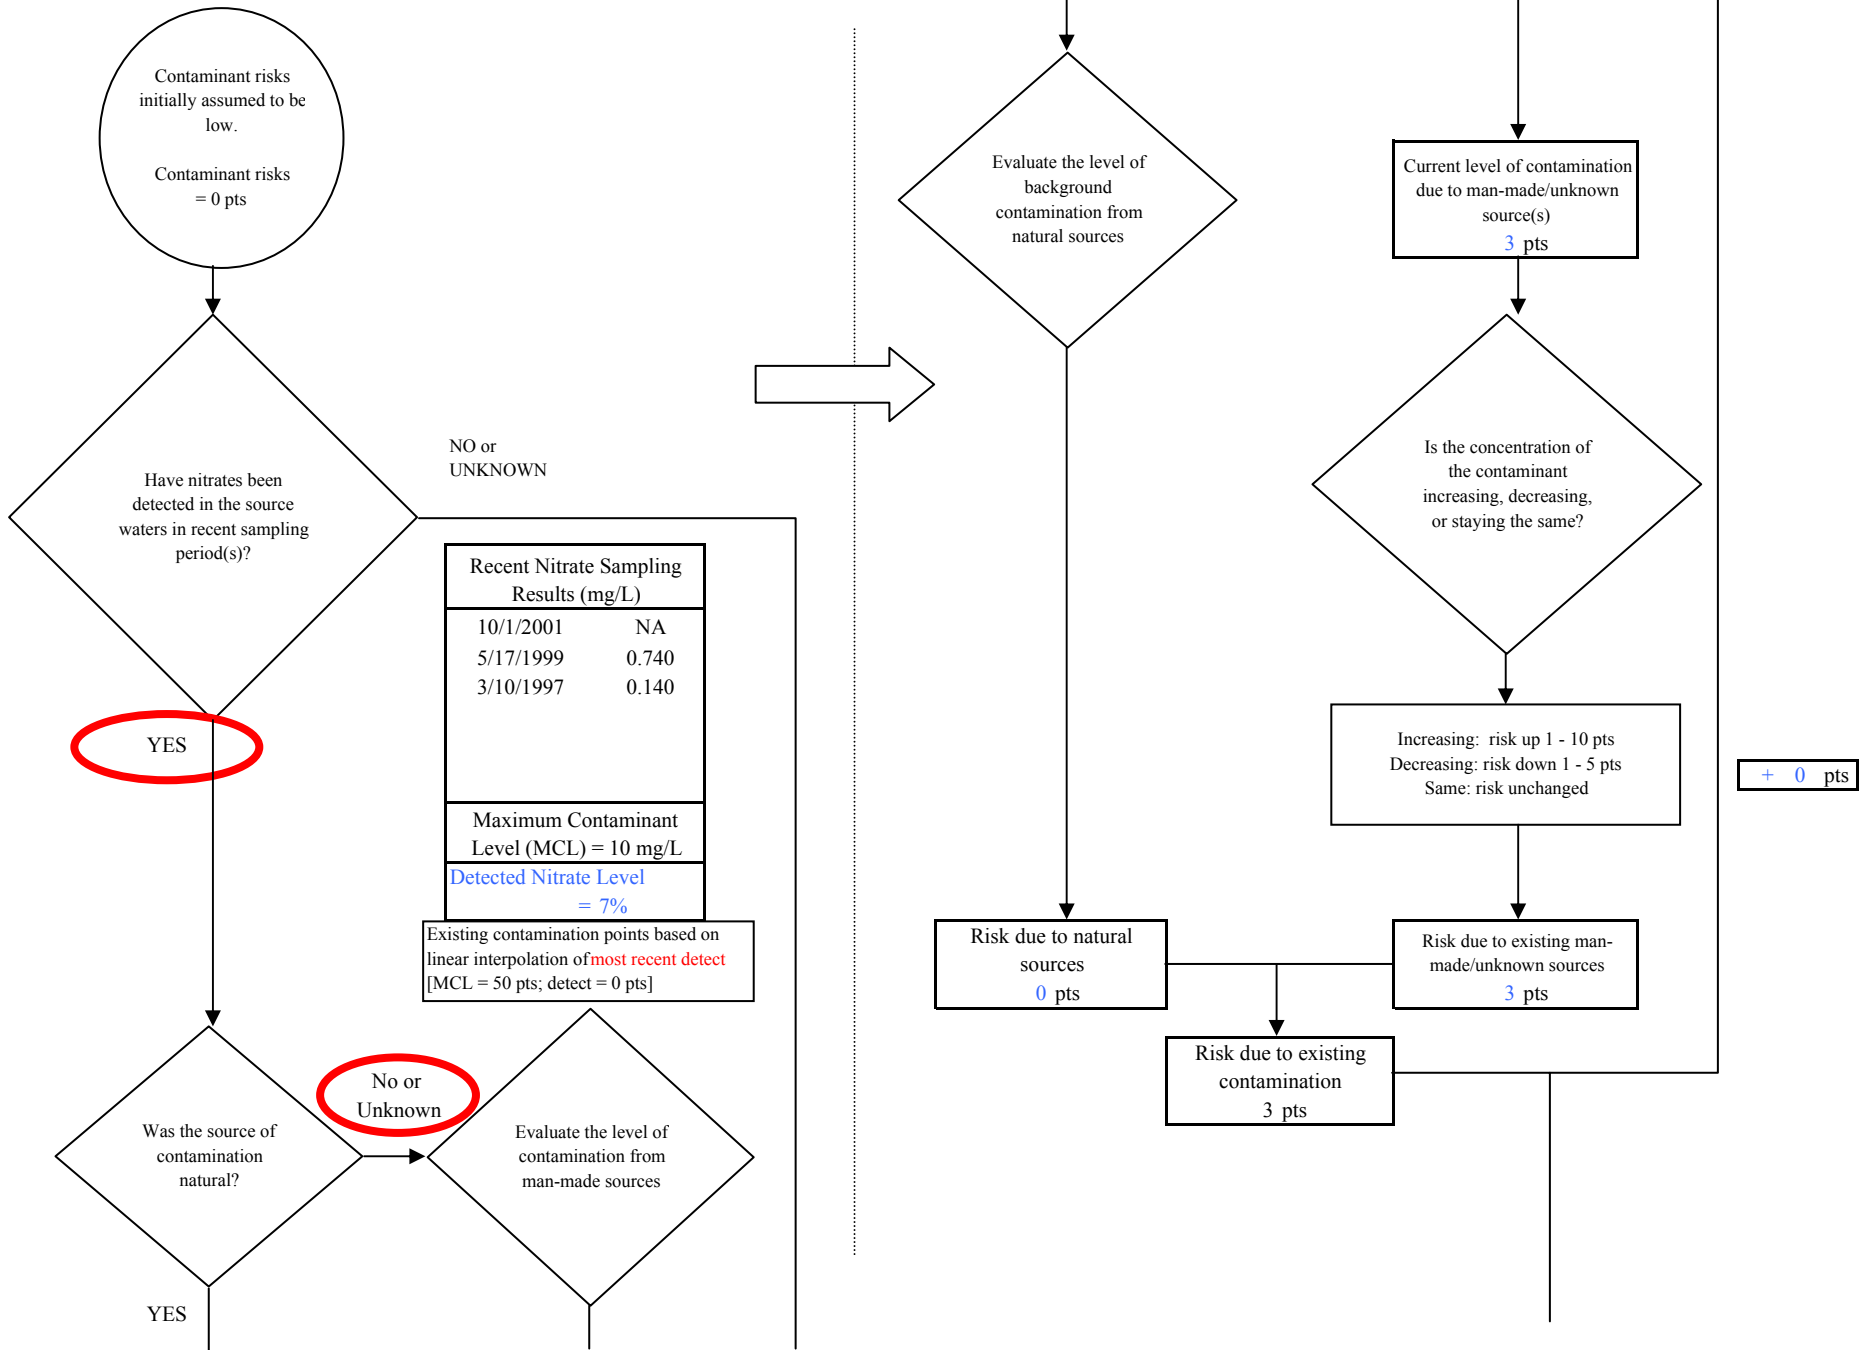 Contaminant risks
initially assumed to be
low.
Contaminant risks
= 0 pts
Have nitrates been
detected in the source
waters in recent sampling
period(s)?
NO or
UNKNOWN
YES
Recent Nitrate Sampling
Results (mg/L)
10/1/2001 NA
5/17/1999 0.740
3/10/1997 0.140
Maximum Contaminant
Level (MCL) = 10 mg/L
Detected Nitrate Level
= 7%
Existing contamination points based on
linear interpolation of most recent detect
[MCL = 50 pts; detect = 0 pts]
Was the source of
contamination
natural?
No or
Unknown
YES
Evaluate the level of
contamination from
man-made sources
Evaluate the level of
background
contamination from
natural sources
Current level of contamination
due to man-made/unknown
source(s)
3 pts
Is the concentration of
the contaminant
increasing, decreasing,
or staying the same?
Increasing: risk up 1 - 10 pts
Decreasing: risk down 1 - 5 pts
Same: risk unchanged
+ 0 pts
Risk due to natural
sources
0 pts
Risk due to existing man-
made/unknown sources
3 pts
Risk due to existing
contamination
3 pts